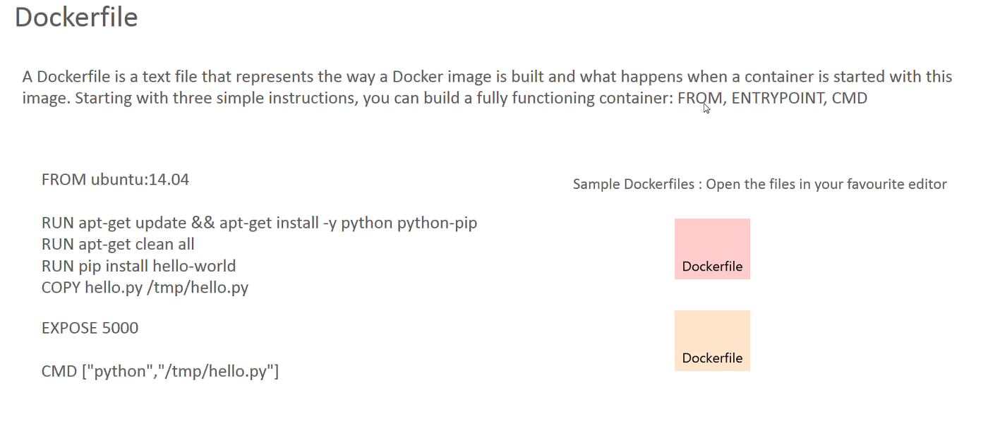 Dockerfile
A Dockerfile is a text file that represents the way a Docker image is built and what happens when a container is started with this
image. Starting with three simple instructions, you can build a fully functioning container: FROM, ENTRYPOINT, CMD
FROM ubuntu:14.04
RUN apt-get update && apt-get install -y python python-pip
RUN apt-get clean all
RUN pip install hello-world
COPY hello.py /tmp/hello.py
EXPOSE 5000
CMD ["python","/tmp/hello.py"]
Sample Dockerfiles : Open the files in your favourite editor
Dockerfile
Dockerfile